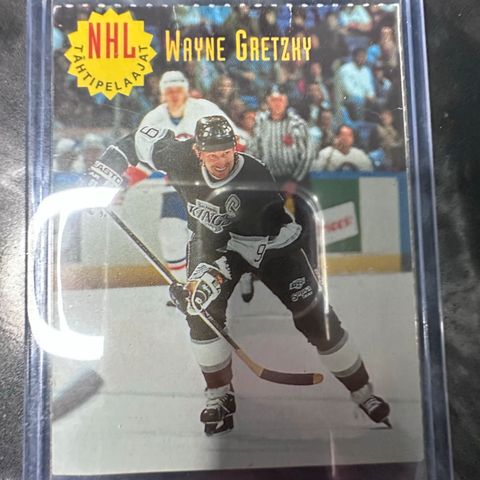 NHL
TÄHTIPELAAJAT
WAYNE GRETZKY
KINGS